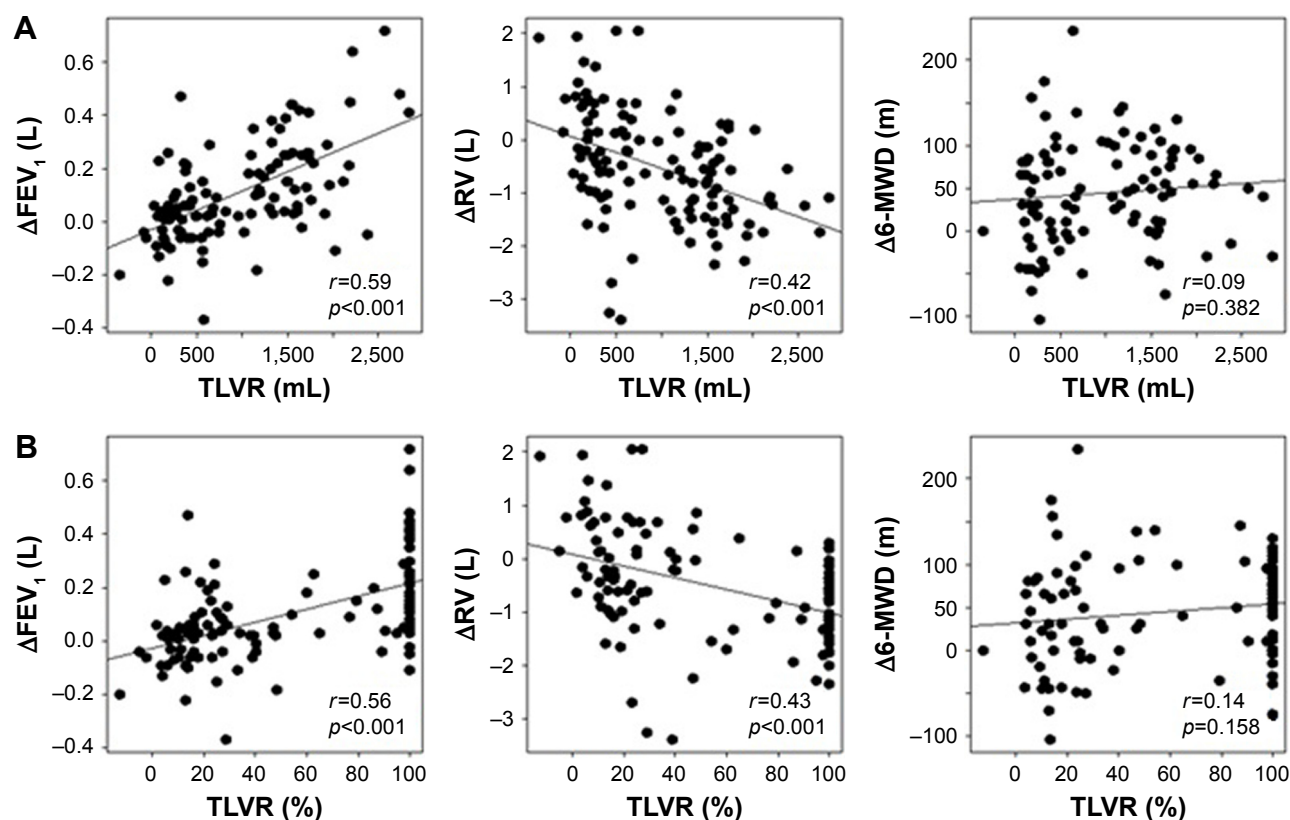 A
ΔFEV₁ (L)
0.6
0.4
0.2
0.0
–0.2
–0.4
r=0.59
p<0.001
0 500 1,500 2,500
TLVR (mL)
ΔRV (L)
2
1
0
–1
–2
–3
r=0.42
p<0.001
0 500 1,500 2,500
TLVR (mL)
Δ6-MWD (m)
200
100
50
0
–100
r=0.09
p=0.382
0 500 1,500 2,500
TLVR (mL)
B
ΔFEV₁ (L)
0.6
0.4
0.2
0.0
–0.2
–0.4
r=0.56
p<0.001
0 20 40 60 80 100
TLVR (%)
ΔRV (L)
2
1
0
–1
–2
–3
r=0.43
p<0.001
0 20 40 60 80 100
TLVR (%)
Δ6-MWD (m)
200
100
50
0
–100
r=0.14
p=0.158
0 20 40 60 80 100
TLVR (%)